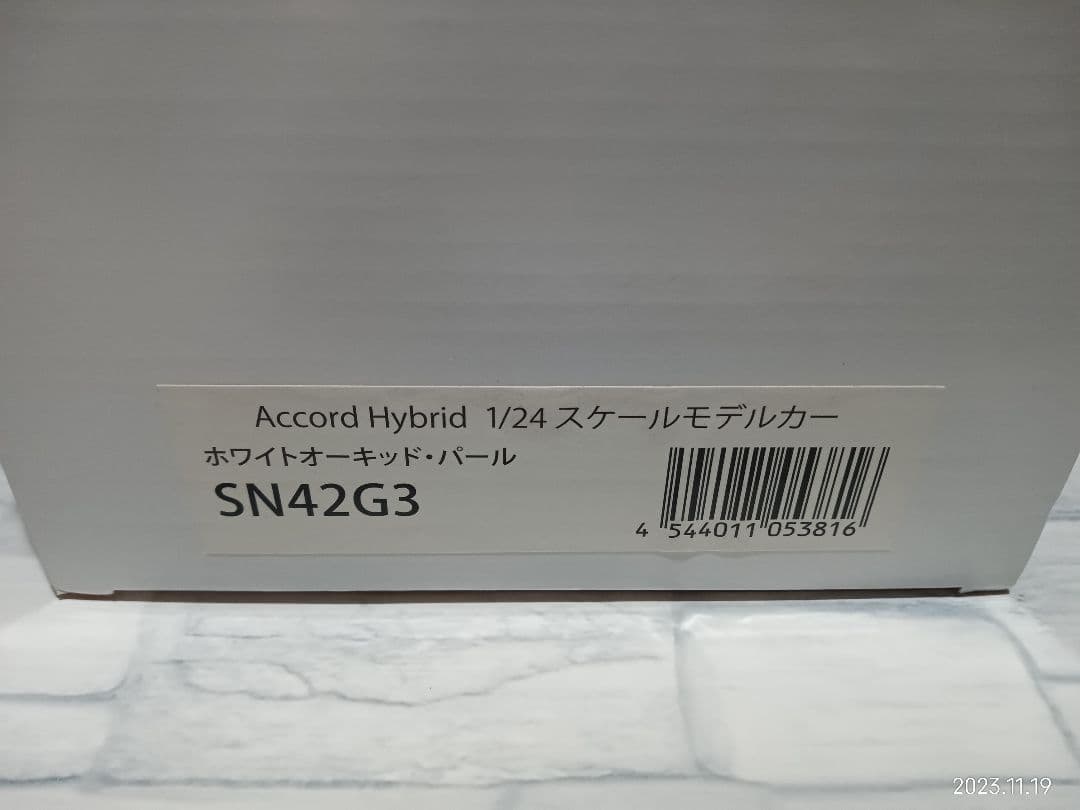 Accord Hybrid 1/24 スケールモデルカー
ホワイトオーキッド・パール
SN42G3
4 544011 053816
2023.11.19